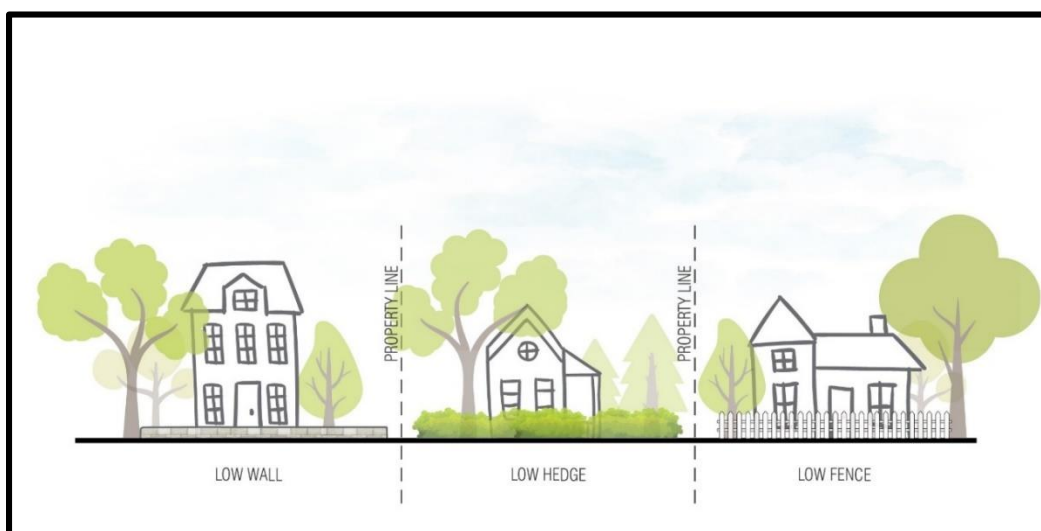 PROPERTY LINE
PROPERTY LINE
LOW WALL
LOW HEDGE
LOW FENCE